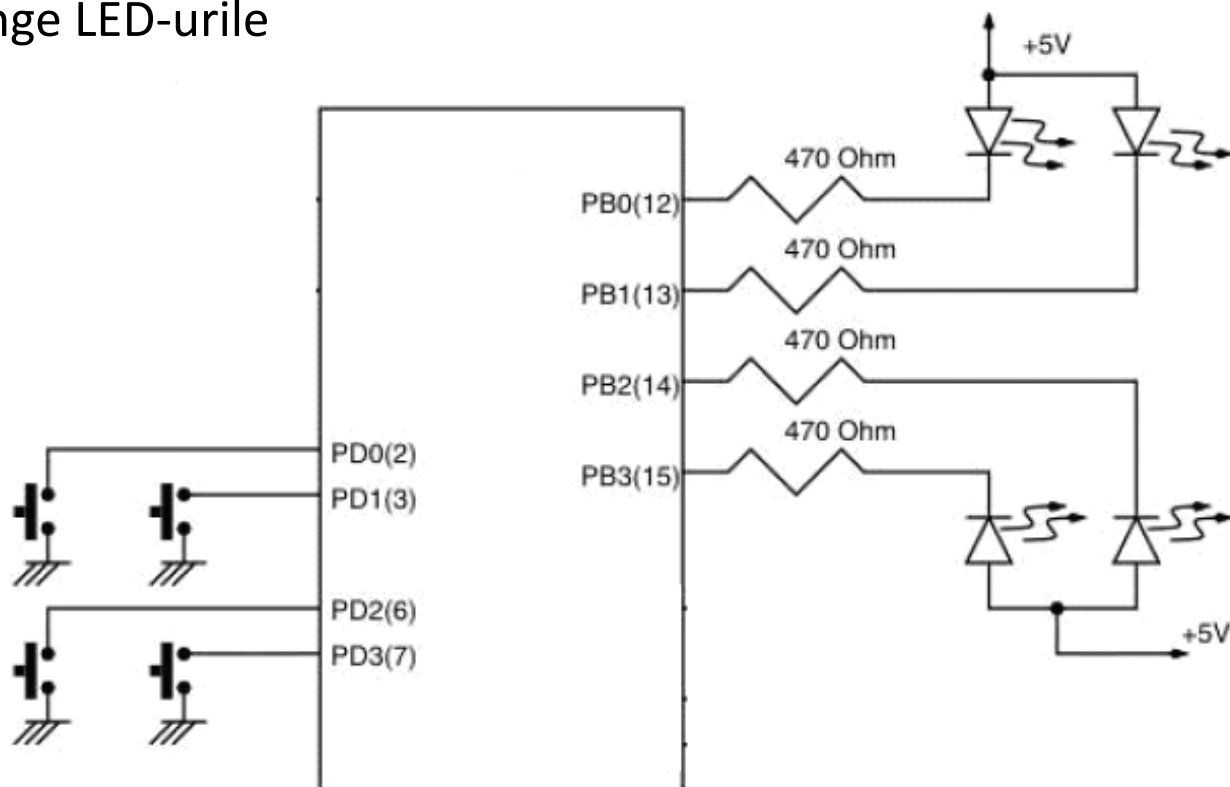 nge LED-urile
+5V
470 Ohm
PB0(12)
470 Ohm
PB1(13)
470 Ohm
PB2(14)
470 Ohm
PB3(15)
PD0(2)
PD1(3)
PD2(6)
PD3(7)
+5V